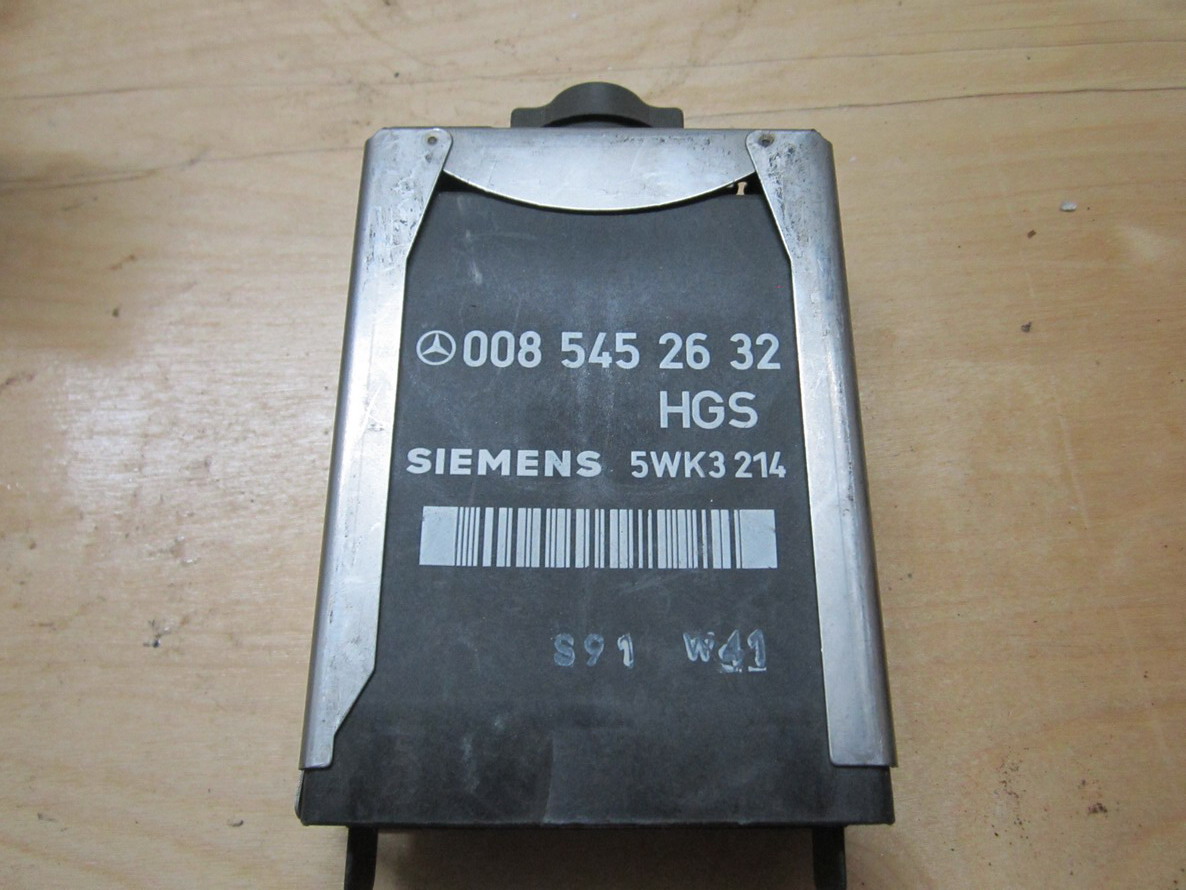 008 545 26 32
HGS
SIEMENS 5WK3 214
S91 W41